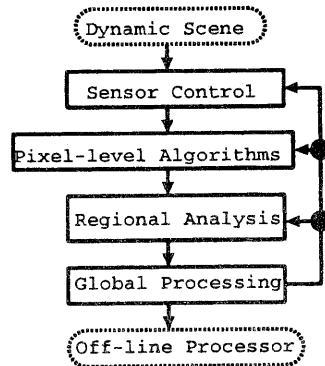 Dynamic Scene
Sensor Control
Pixel-level Algorithms
Regional Analysis
Global Processing
Off-line Processor